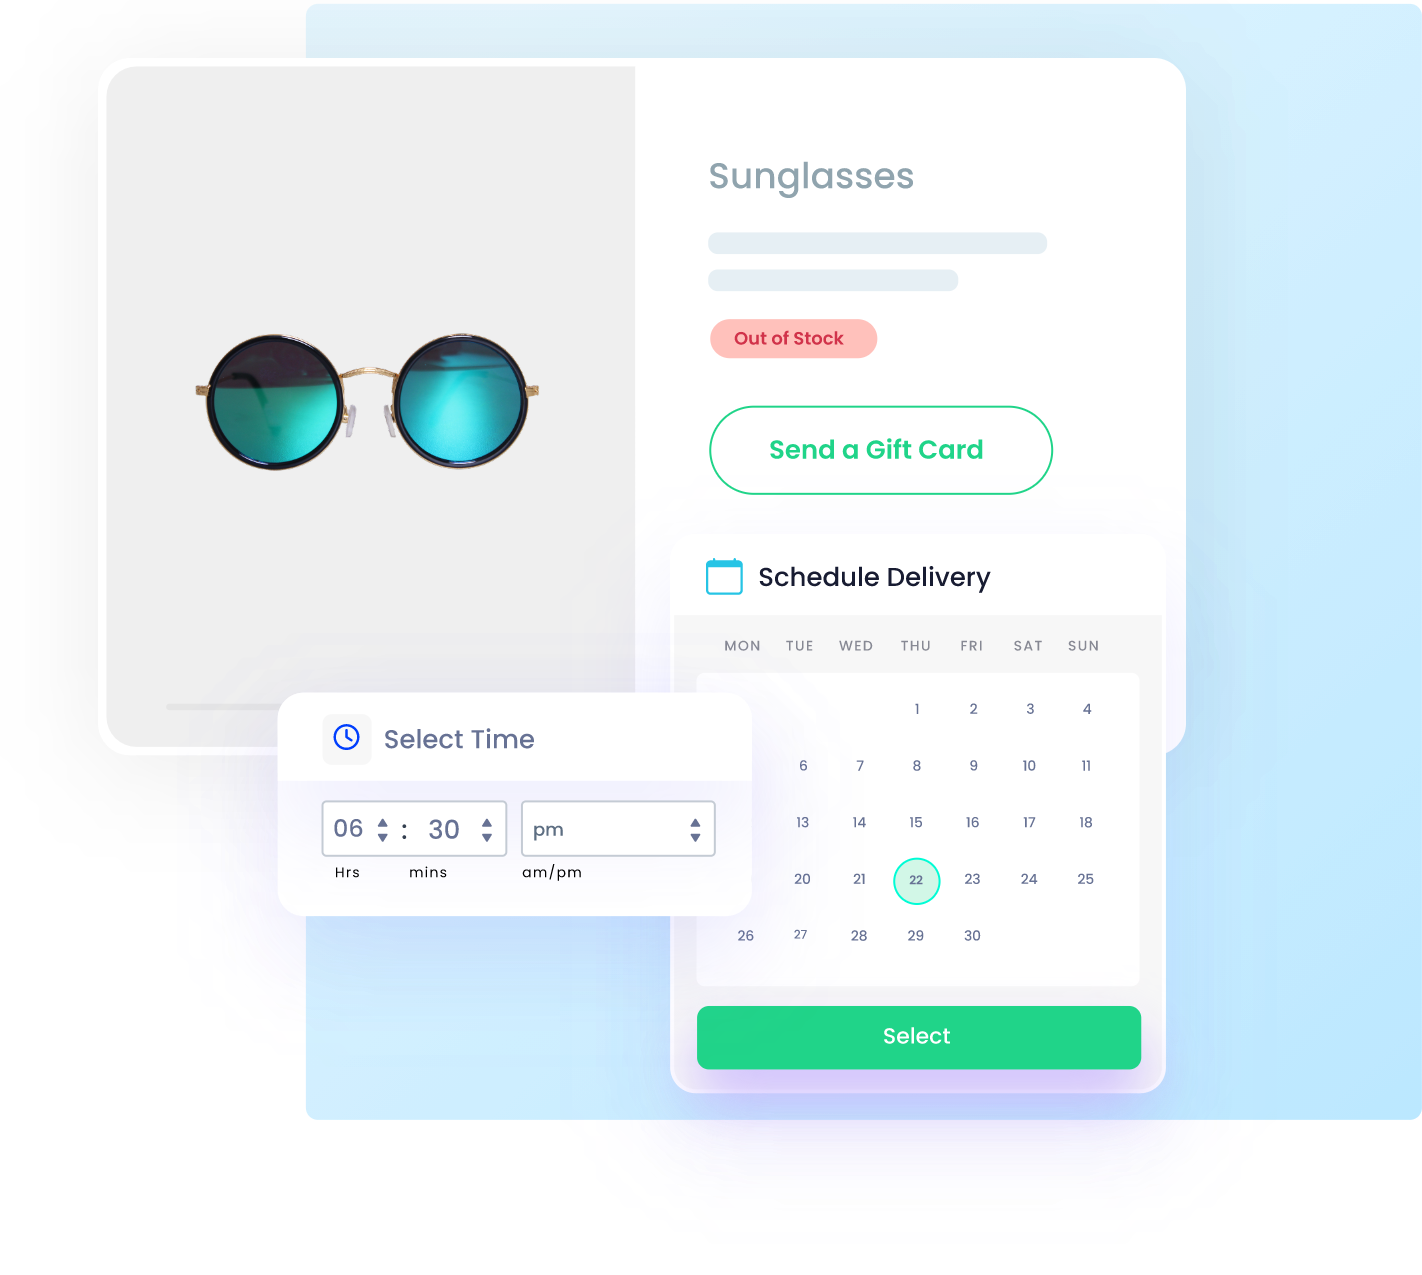 Sunglasses
Out of Stock
Send a Gift Card
Schedule Delivery
MON TUE WED THU FRI SAT SUN
1 2 3 4
6 7 8 9 10 11
13 14 15 16 17 18
20 21 22 23 24 25
26 27 28 29 30
Select
Select Time
06 : 30 pm
Hrs mins am/pm